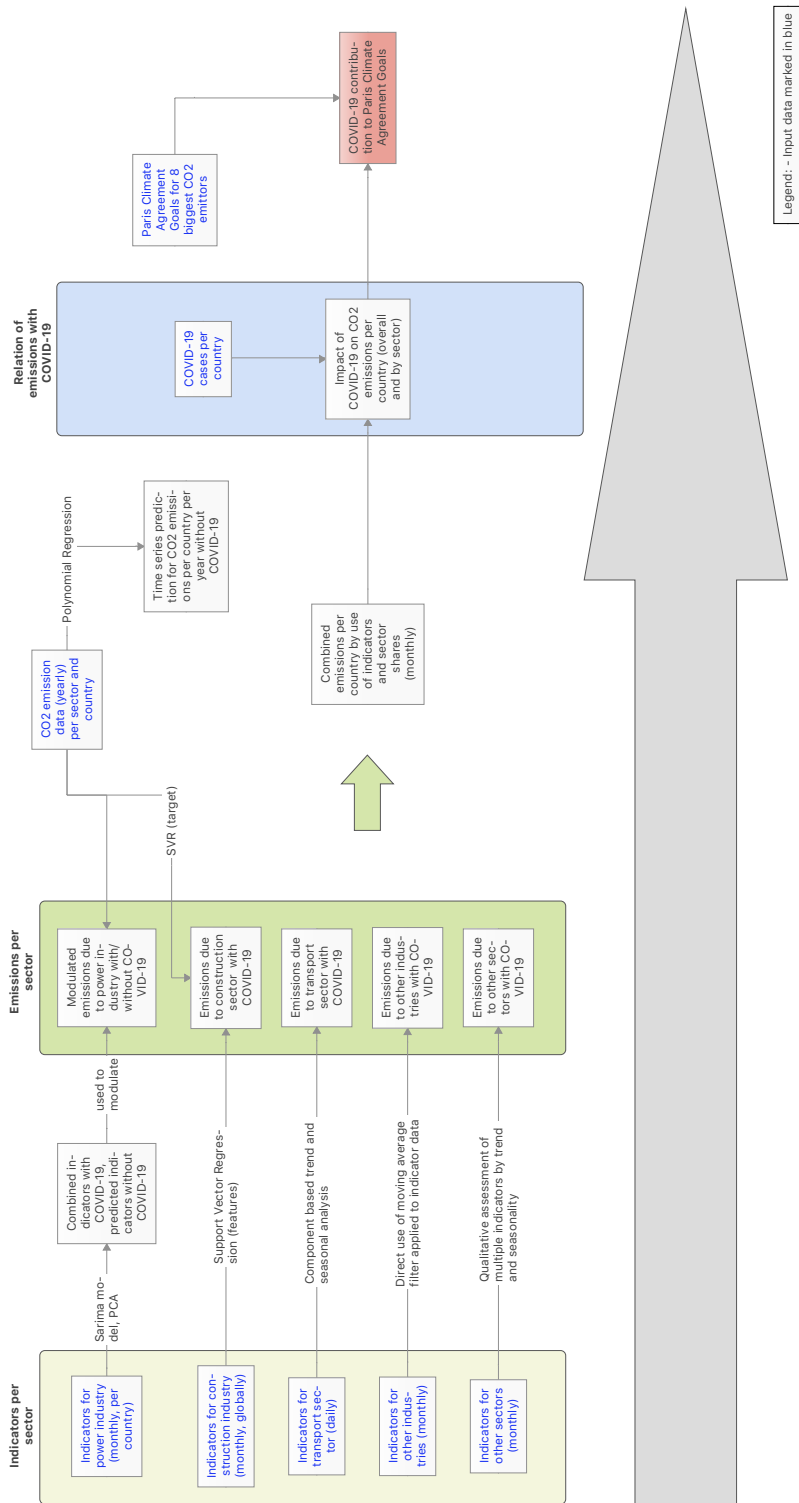 Indicators per
sector
Indicators for
power industry
(monthly, per
country)
Indicators for con-
struction industry
(monthly, globally)
Indicators for
transport sec-
tor (daily)
Indicators for
other indus-
tries (monthly)
Indicators for
other sectors
(monthly)
Sarima mo-
del, PCA
Combined in-
dicators with
COVID-19,
predicted indi-
cators without
COVID-19
used to
modulate
Support Vector Regres-
sion (features)
Component based trend and
seasonal analysis
Direct use of moving average
filter applied to indicator data
Qualitative assessment of
multiple indicators by trend
and seasonality
Emissions per
sector
Modulated
emissions due
to power in-
dustry with/
without CO-
VID-19
Emissions due
to construction
sector with
COVID-19
Emissions due
to transport
sector with
COVID-19
Emissions due
to other indus-
tries with CO-
VID-19
Emissions due
to other sec-
tors with CO-
VID-19
SVR (target)
CO2 emission
data (yearly)
per sector and
country
Polynomial Regression
Time series predic-
tion for CO2 emissi-
ons per country per
year without
COVID-19
Combined
emissions per
country by use
of indicators
and sector
shares
(monthly)
Relation of
emissions with
COVID-19
COVID-19
cases per
country
Impact of
COVID-19 on CO2
emissions per
country (overall
and by sector)
Paris Climate
Agreement
Goals for 8
biggest CO2
emittors
COVID-19 contribu-
tion to Paris Climate
Agreement Goals
Legend: - Input data marked in blue